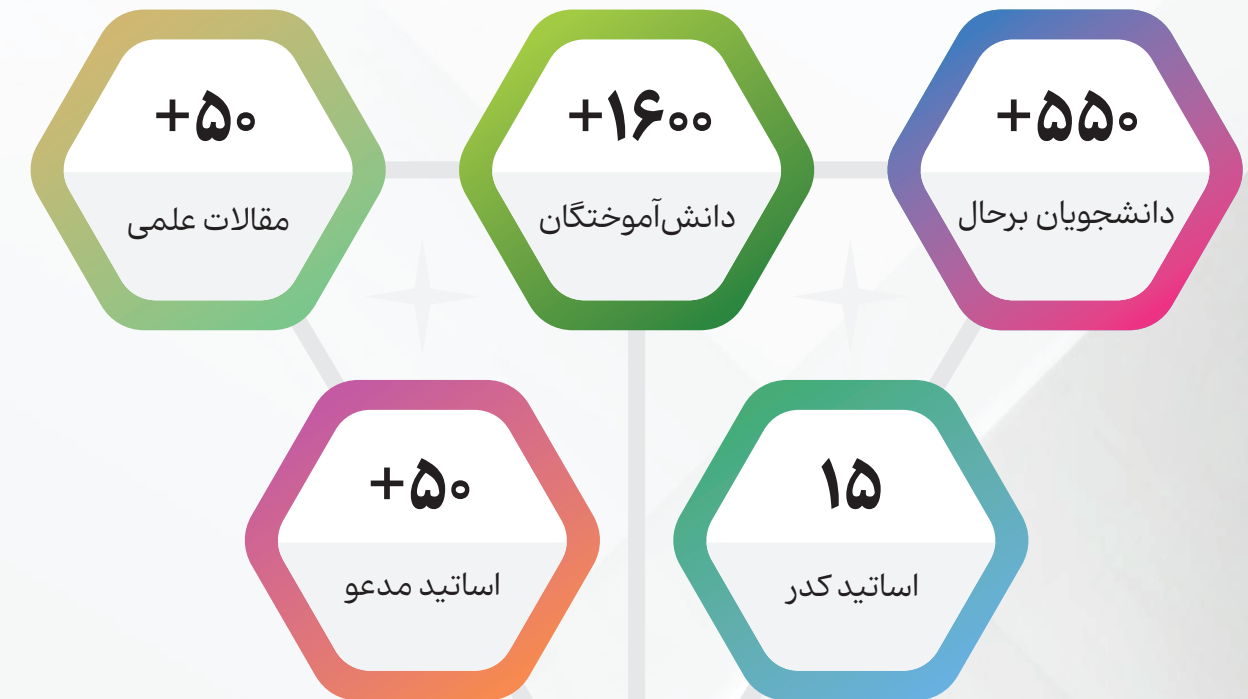 +۵۵۰
دانشجویان برحال
+۱۶۰۰
دانش‌آموختگان
+۵۰
مقالات علمی
۱۵
اساتید کدر
+۵۰
اساتید مدعو